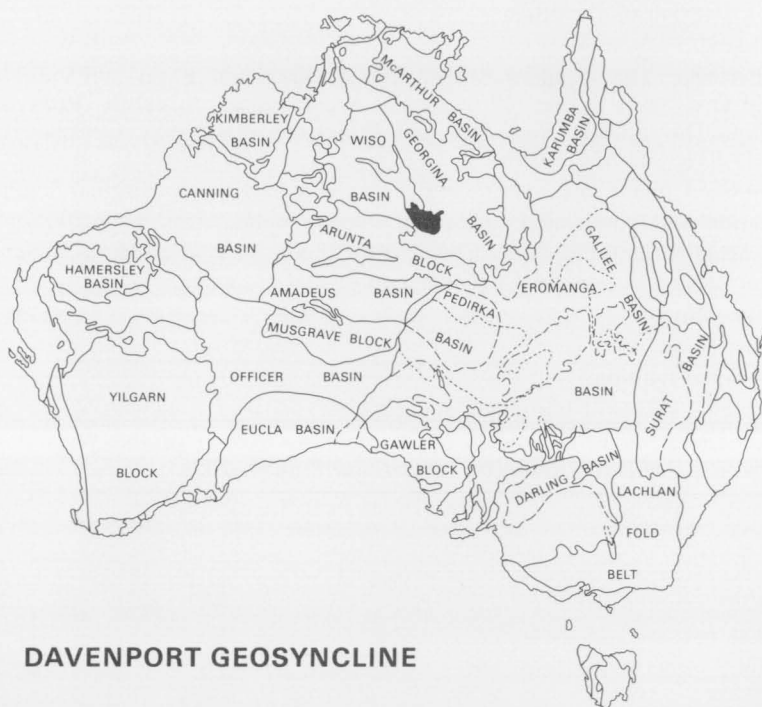 McARTHUR BASIN
KIMBERLEY
BASIN
KARUMBA
BASIN
WISO
BASIN
GEORGINA
BASIN
CANNING
BASIN
ARUNTA
BLOCK
GALILEE
BASIN
HAMERSLEY
BASIN
AMADEUS BASIN
PEDIRKA
BASIN
EROMANGA
BASIN
MUSGRAVE BLOCK
YILGARN
BLOCK
OFFICER BASIN
SURAT
BASIN
EUCLA BASIN
GAWLER
BLOCK
DARLING
BASIN
LACHLAN
FOLD
BELT
DAVENPORT GEOSYNCLINE